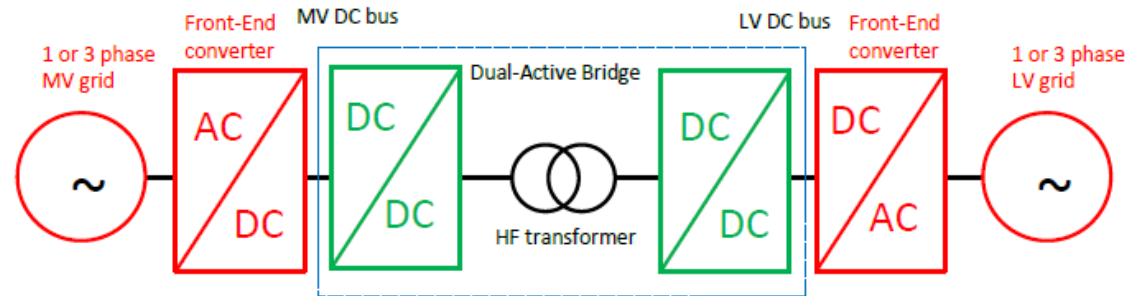 MV DC bus
LV DC bus
Front-End
converter
Front-End
converter
1 or 3 phase
MV grid
1 or 3 phase
LV grid
Dual-Active Bridge
AC
DC
DC
DC
DC
DC
DC
AC
~
~
HF transformer